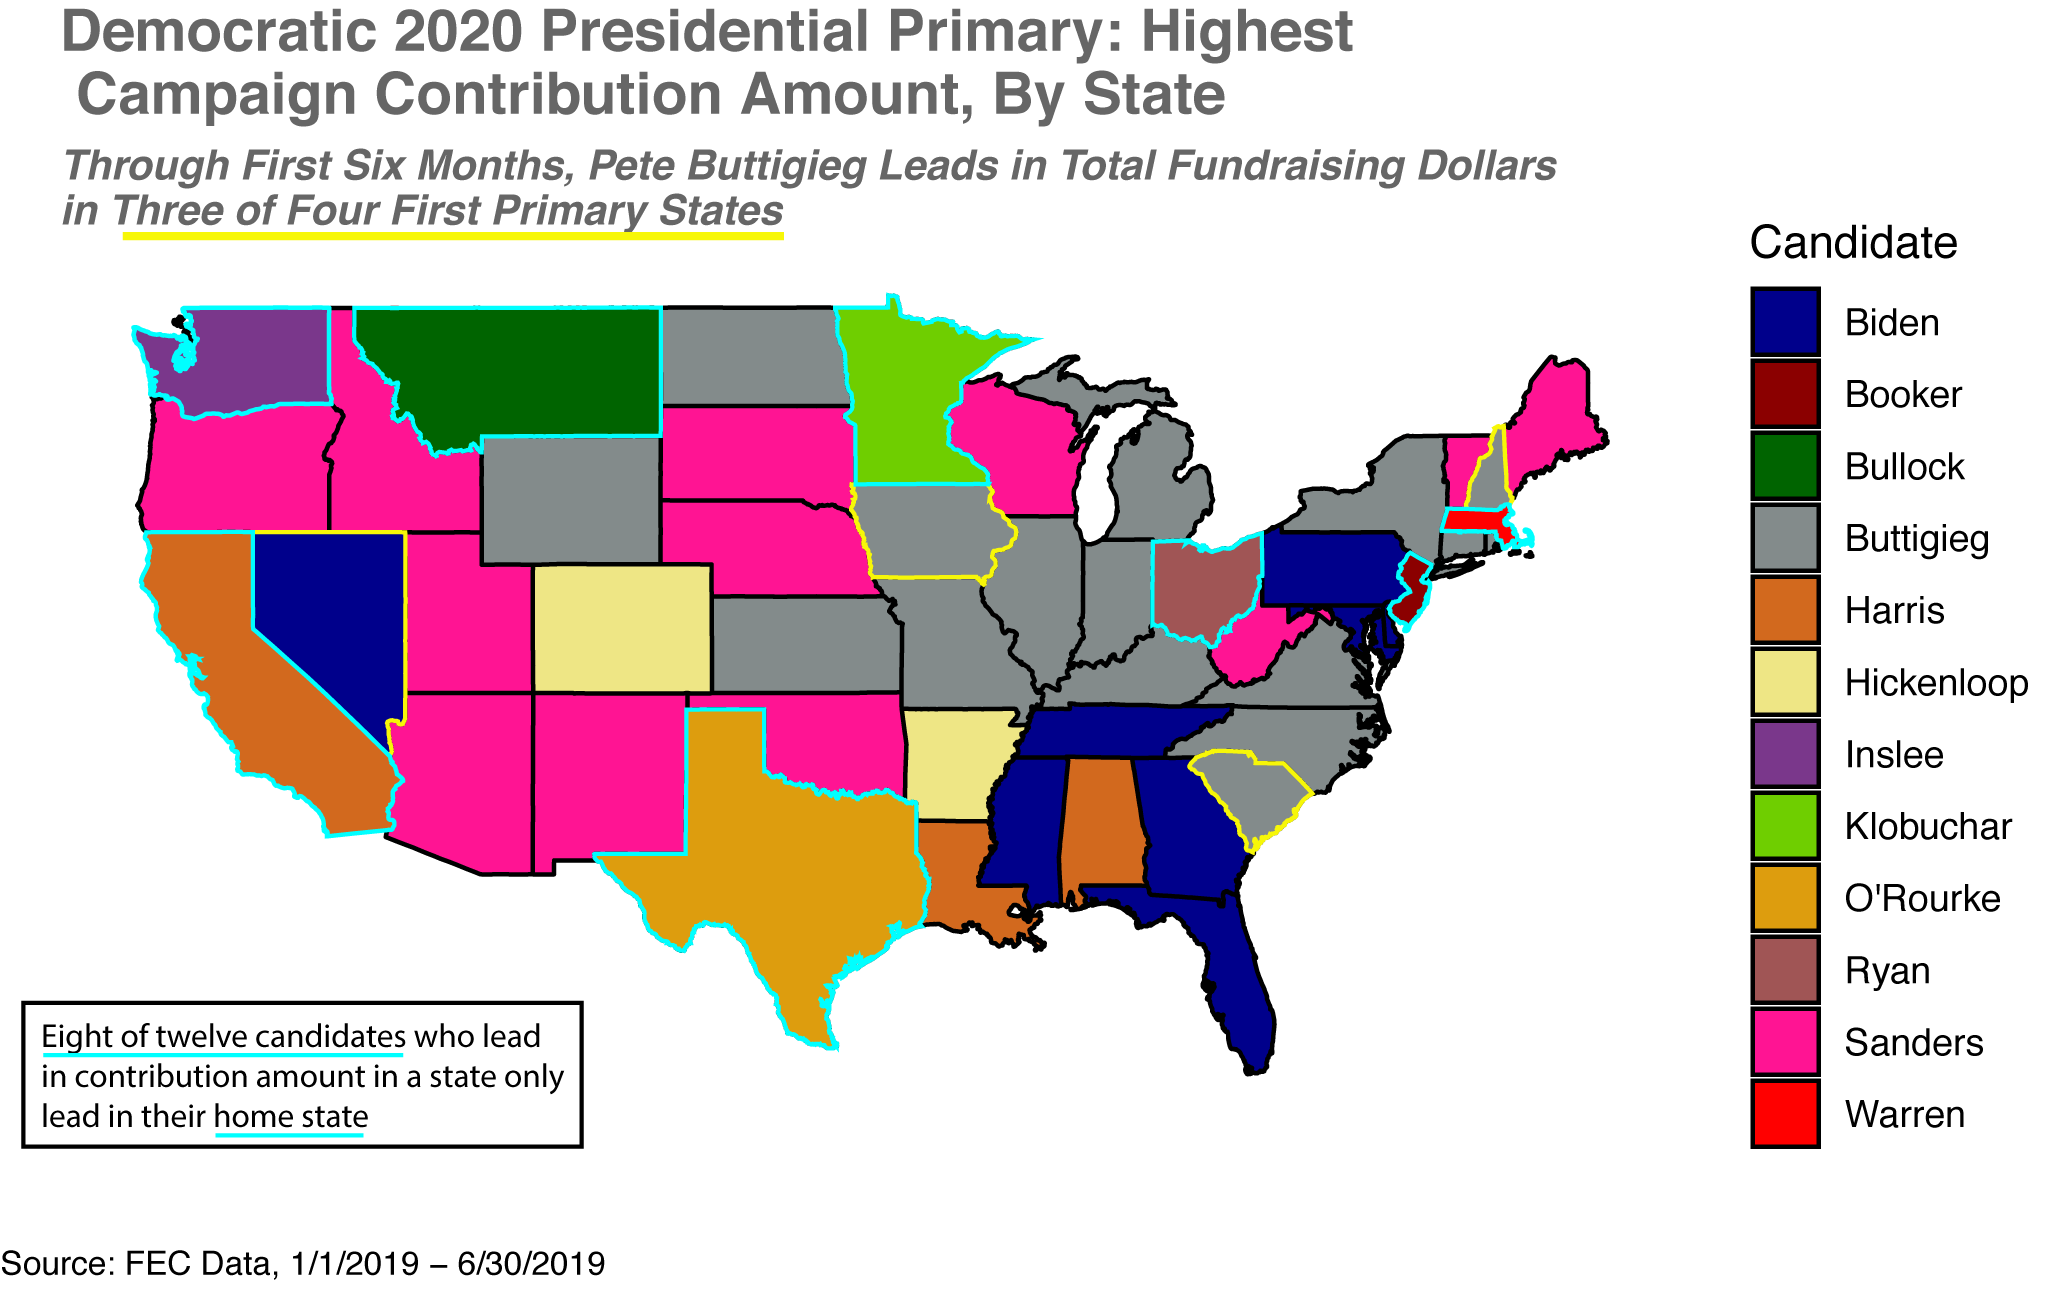 Democratic 2020 Presidential Primary: Highest
Campaign Contribution Amount, By State
Through First Six Months, Pete Buttigieg Leads in Total Fundraising Dollars
in Three of Four First Primary States
Candidate
Biden
Booker
Bullock
Buttigieg
Harris
Hickenloop
Inslee
Klobuchar
O'Rourke
Ryan
Sanders
Warren
Eight of twelve candidates who lead
in contribution amount in a state only
lead in their home state
Source: FEC Data, 1/1/2019 – 6/30/2019